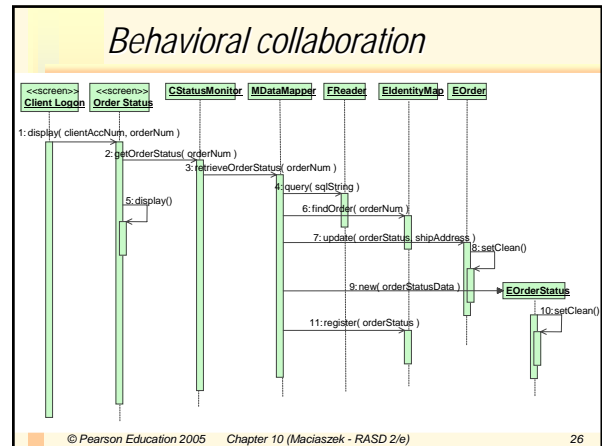 Behavioral collaboration
<<screen>>
Client Logon
<<screen>>
Order Status
CStatusMonitor
MDataMapper
FReader
EIdentityMap
EOrder
1: display( clientAccNum, orderNum )
2: getOrderStatus( orderNum )
3: retrieveOrderStatus( orderNum )
4: query( sqlString )
5: display()
6: findOrder( orderNum )
7: update( orderStatus, shipAddress )
8: setClean()
9: new( orderStatusData )
EOrderStatus
10: setClean()
11: register( orderStatus )
© Pearson Education 2005 Chapter 10 (Maciaszek - RASD 2/e) 26